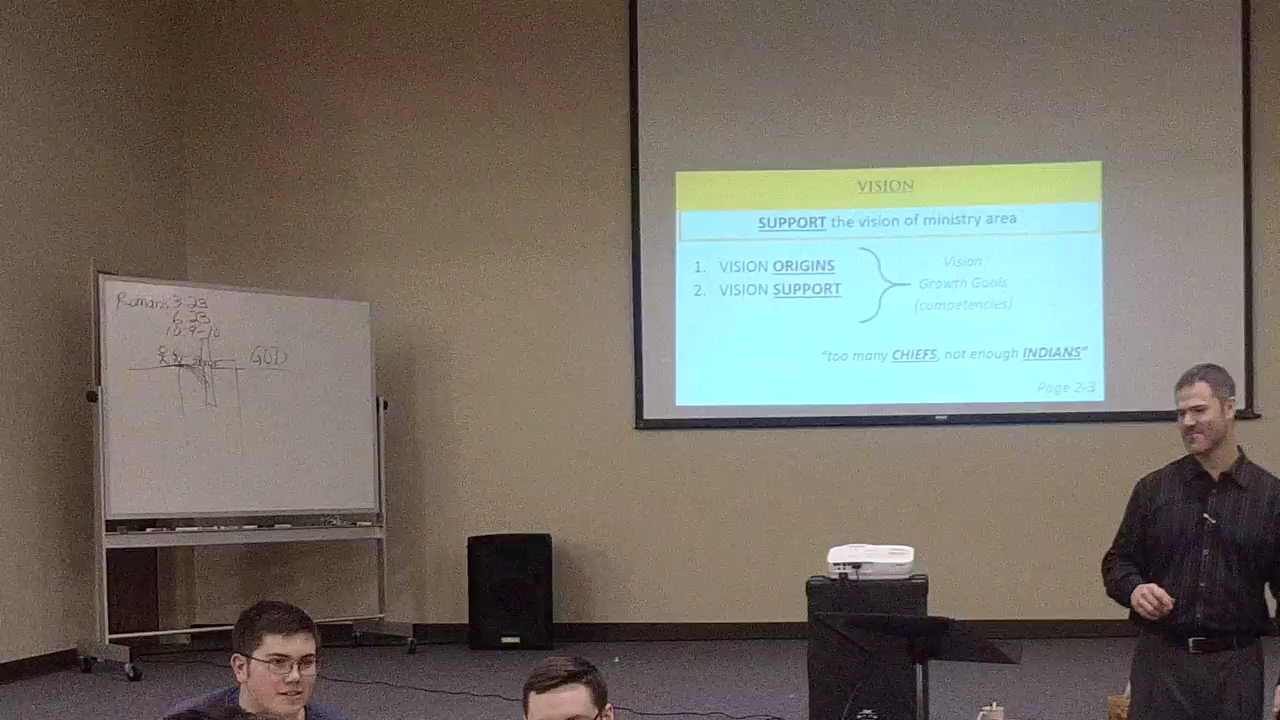 Romans 3:23
6:23
10:9-10
GOD
VISION
SUPPORT the vision of ministry area
1. VISION ORIGINS
2. VISION SUPPORT
Vision
Growth Goals
(competencies)
"too many CHIEFS, not enough INDIANS"
Page 2-3